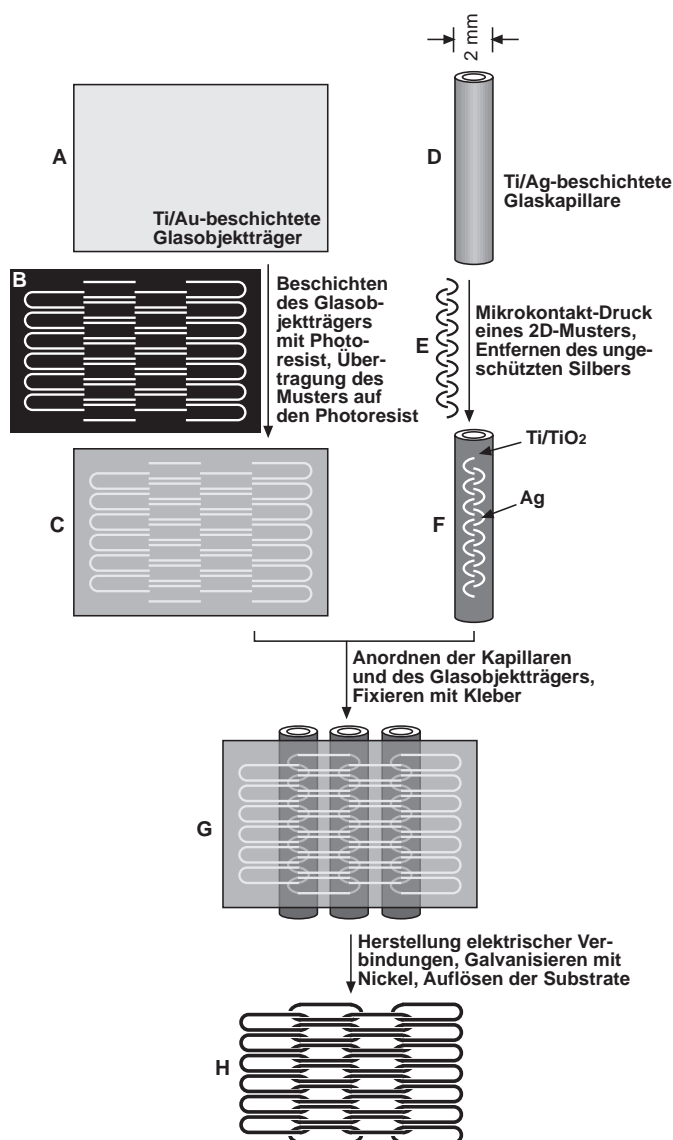 2 mm
A
D
Ti/Au-beschichtete
Glasobjektträger
Ti/Ag-beschichtete
Glaskapillare
B
Beschichten
des Glasob-
jektträgers
mit Photo-
resist, Über-
tragung des
Musters auf
den Photoresist
E
Mikrokontakt-Druck
eines 2D-Musters,
Entfernen des unge-
schützten Silbers
C
F
Ti/TiO2
Ag
Anordnen der Kapillaren
und des Glasobjektträgers,
Fixieren mit Kleber
G
Herstellung elektrischer Ver-
bindungen, Galvanisieren mit
Nickel, Auflösen der Substrate
H